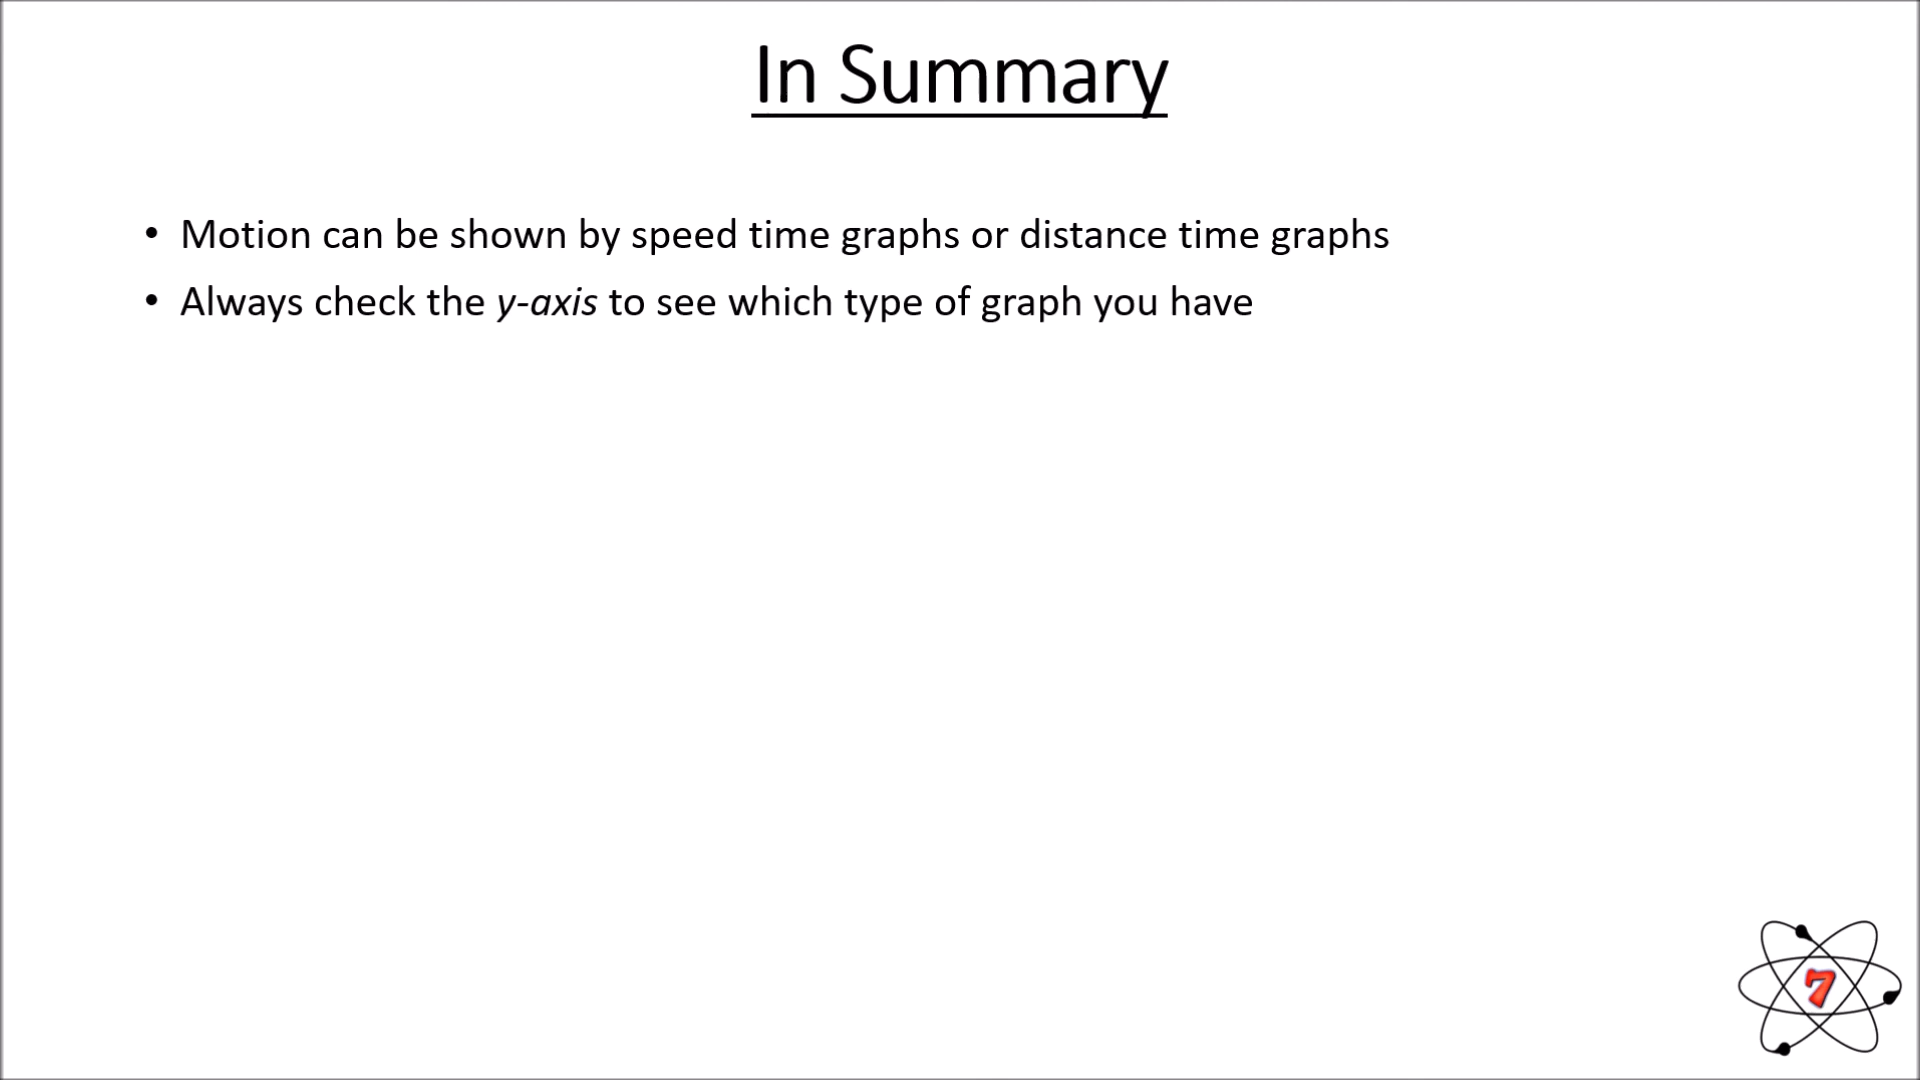 In Summary
• Motion can be shown by speed time graphs or distance time graphs
• Always check the y-axis to see which type of graph you have
7